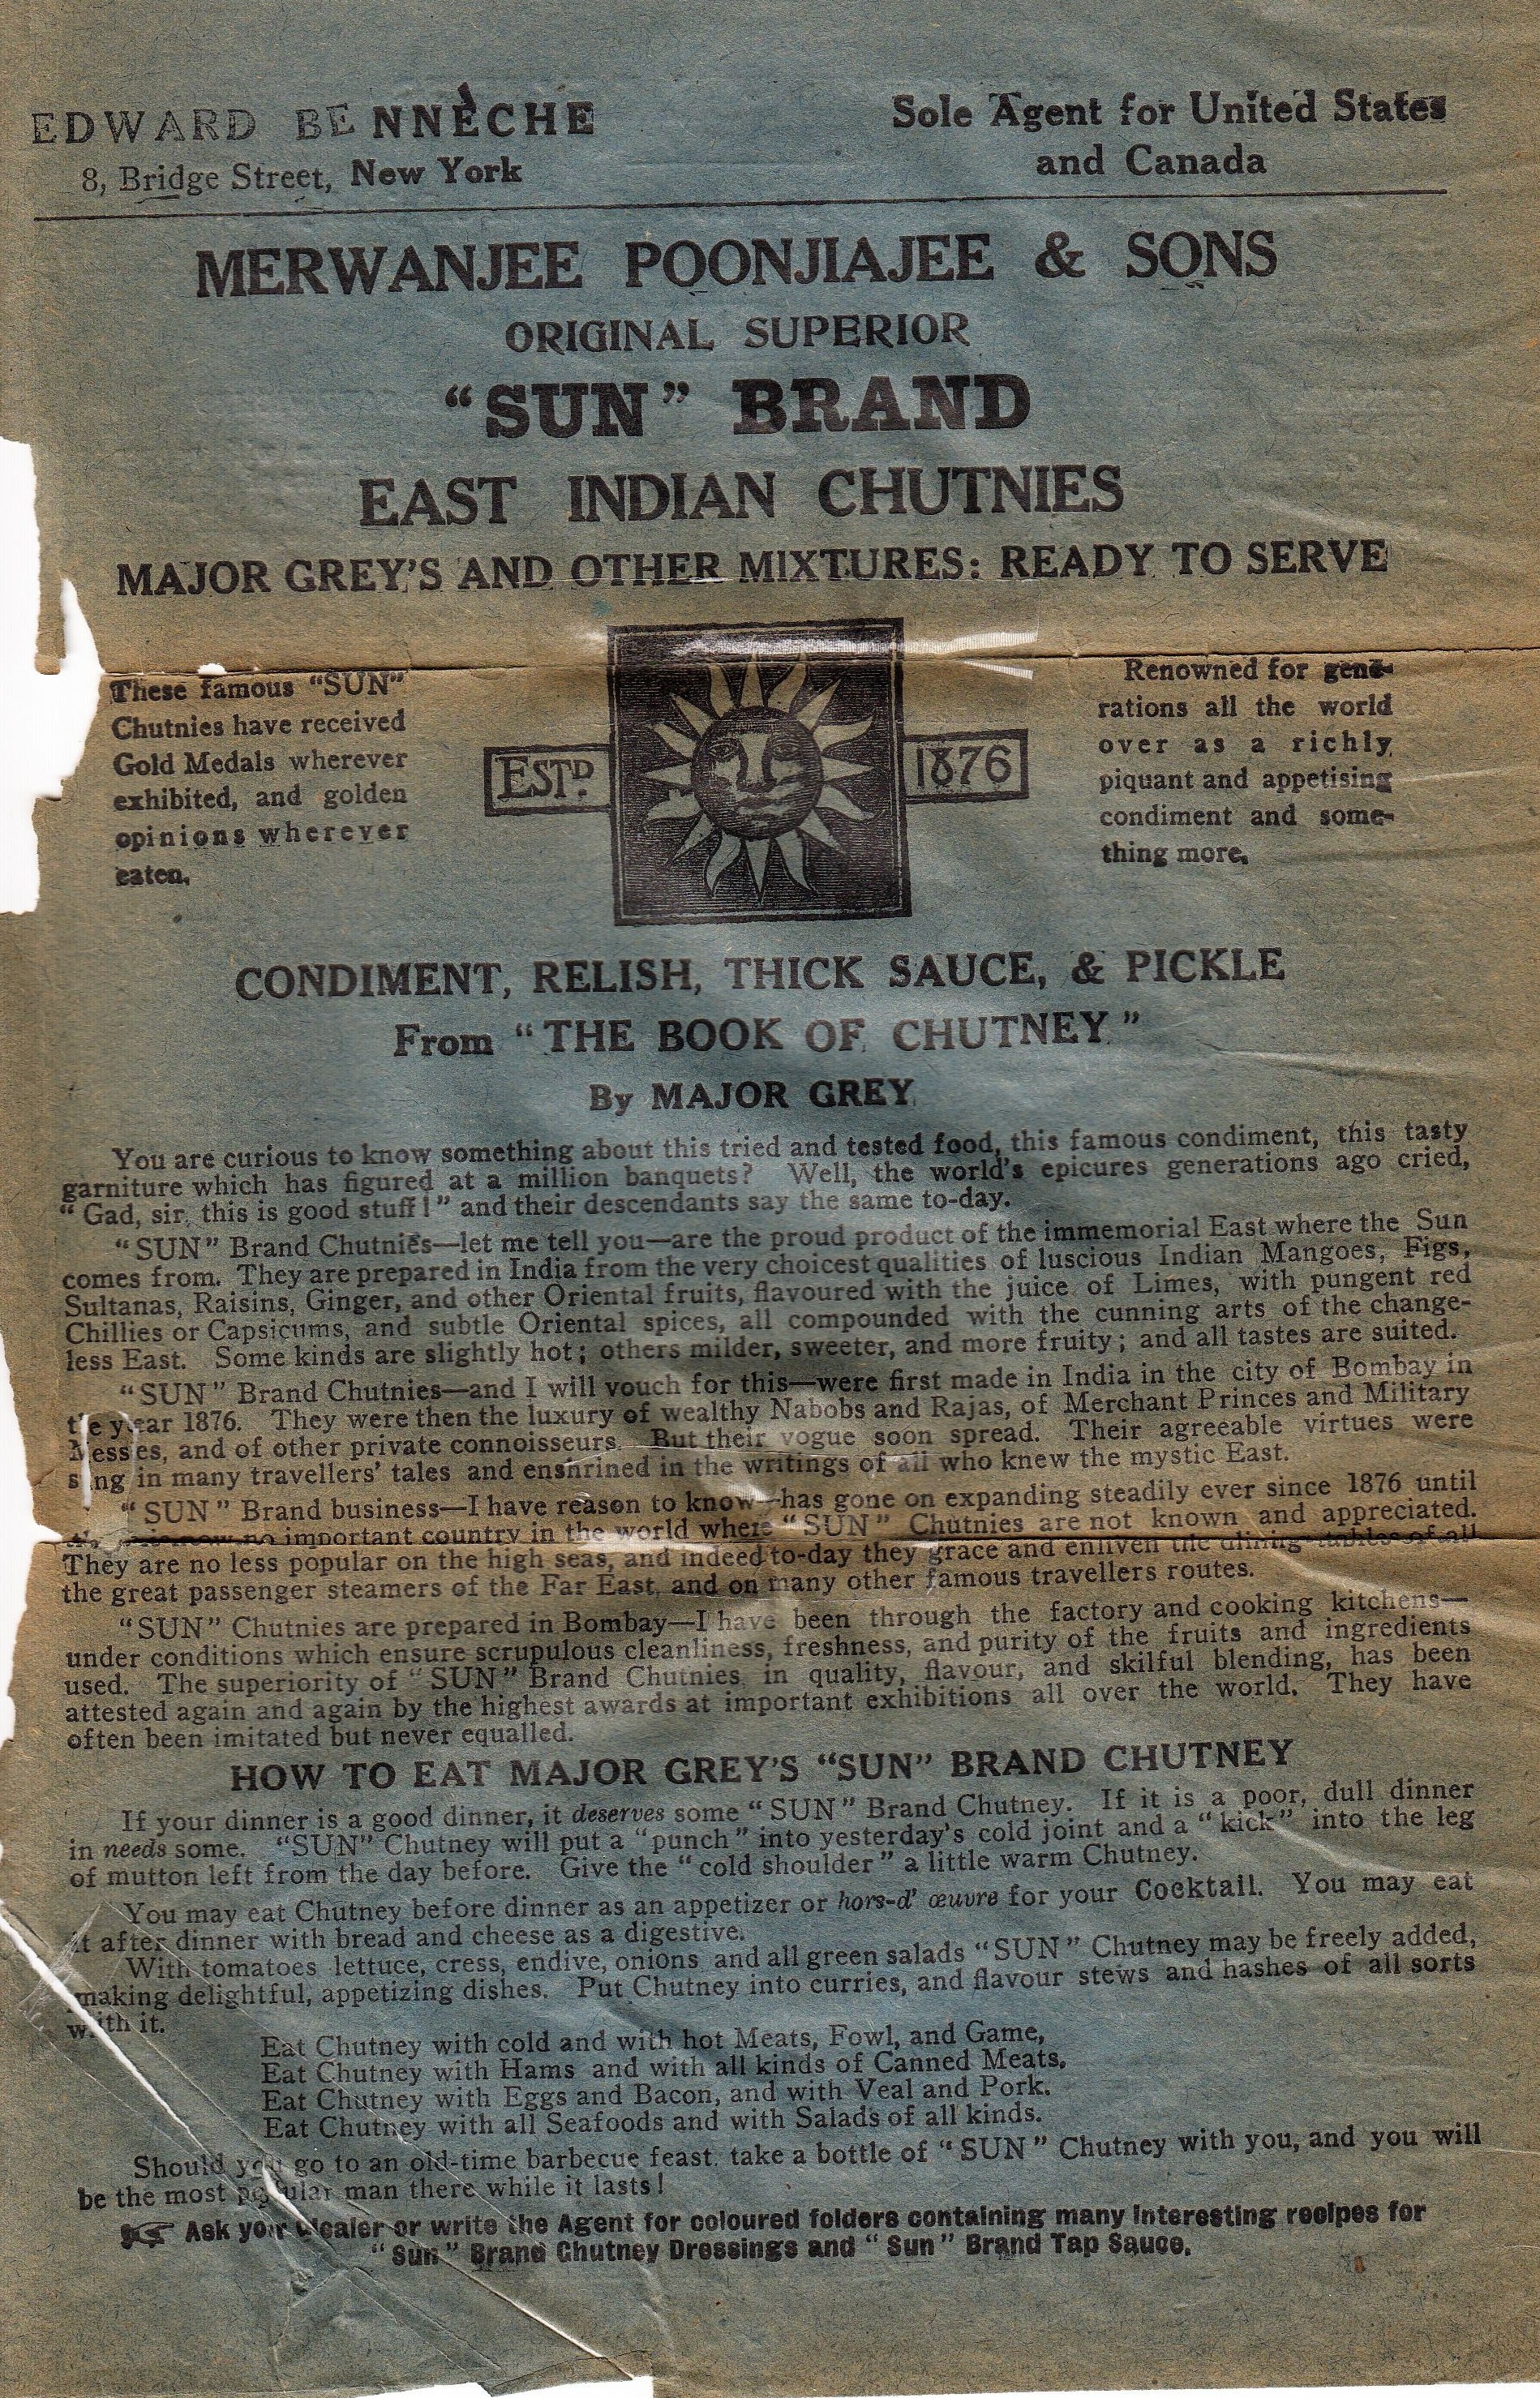 EDWARD BENNÈCHE
8, Bridge Street, New York
Sole Agent for United States
and Canada
MERWANJEE POONJIAJEE & SONS
ORIGINAL SUPERIOR
“SUN” BRAND
EAST INDIAN CHUTNIES
MAJOR GREY'S AND OTHER MIXTURES: READY TO SERVE
These famous “SUN”
Chutnies have received
Gold Medals wherever
exhibited, and golden
opinions wherever
eaten.
ESTD. 1876
Renowned for gene-
rations all the world
over as a richly
piquant and appetising
condiment and some-
thing more.
CONDIMENT, RELISH, THICK SAUCE, & PICKLE
From “THE BOOK OF CHUTNEY”
By MAJOR GREY
You are curious to know something about this tried and tested food, this famous condiment, this tasty
garniture which has figured at a million banquets? Well, the world's epicures generations ago cried,
“Gad, sir, this is good stuff!” and their descendants say the same to-day.
“SUN” Brand Chutnies—let me tell you—are the proud product of the immemorial East where the Sun
comes from. They are prepared in India from the very choicest qualities of luscious Indian Mangoes, Figs,
Sultanas, Raisins, Ginger, and other Oriental fruits, flavoured with the juice of Limes, with pungent red
Chillies or Capsicums, and subtle Oriental spices, all compounded with the cunning arts of the change-
less East. Some kinds are slightly hot; others milder, sweeter, and more fruity; and all tastes are suited.
“SUN” Brand Chutnies—and I will vouch for this—were first made in India in the city of Bombay in
the year 1876. They were then the luxury of wealthy Nabobs and Rajas, of Merchant Princes and Military
Messes, and of other private connoisseurs. But their vogue soon spread. Their agreeable virtues were
sung in many travellers' tales and enshrined in the writings of all who knew the mystic East.
“SUN” Brand business—I have reason to know—has gone on expanding steadily ever since 1876 until
is now no important country in the world where “SUN” Chutnies are not known and appreciated.
They are no less popular on the high seas, and indeed to-day they grace and enliven the dining tables of all
the great passenger steamers of the Far East, and on many other famous travellers routes.
“SUN” Chutnies are prepared in Bombay—I have been through the factory and cooking kitchens—
under conditions which ensure scrupulous cleanliness, freshness, and purity of the fruits and ingredients
used. The superiority of “SUN” Brand Chutnies in quality, flavour, and skilful blending, has been
attested again and again by the highest awards at important exhibitions all over the world. They have
often been imitated but never equalled.
HOW TO EAT MAJOR GREY'S “SUN” BRAND CHUTNEY
If your dinner is a good dinner, it deserves some “SUN” Brand Chutney. If it is a poor, dull dinner
in needs some. “SUN” Chutney will put a “punch” into yesterday's cold joint and a “kick” into the leg
of mutton left from the day before. Give the “cold shoulder” a little warm Chutney.
You may eat Chutney before dinner as an appetizer or hors-d' œuvre for your Cocktail. You may eat
it after dinner with bread and cheese as a digestive.
With tomatoes lettuce, cress, endive, onions and all green salads “SUN” Chutney may be freely added,
making delightful, appetizing dishes. Put Chutney into curries, and flavour stews and hashes of all sorts
with it.
Eat Chutney with cold and with hot Meats, Fowl, and Game,
Eat Chutney with Hams and with all kinds of Canned Meats.
Eat Chutney with Eggs and Bacon, and with Veal and Pork.
Eat Chutney with all Seafoods and with Salads of all kinds.
Should you go to an old-time barbecue feast. take a bottle of “SUN” Chutney with you, and you will
be the most popular man there while it lasts!
☛ Ask your dealer or write the Agent for coloured folders containing many interesting recipes for
“Sun” Brand Chutney Dressings and “Sun” Brand Tap Sauce.